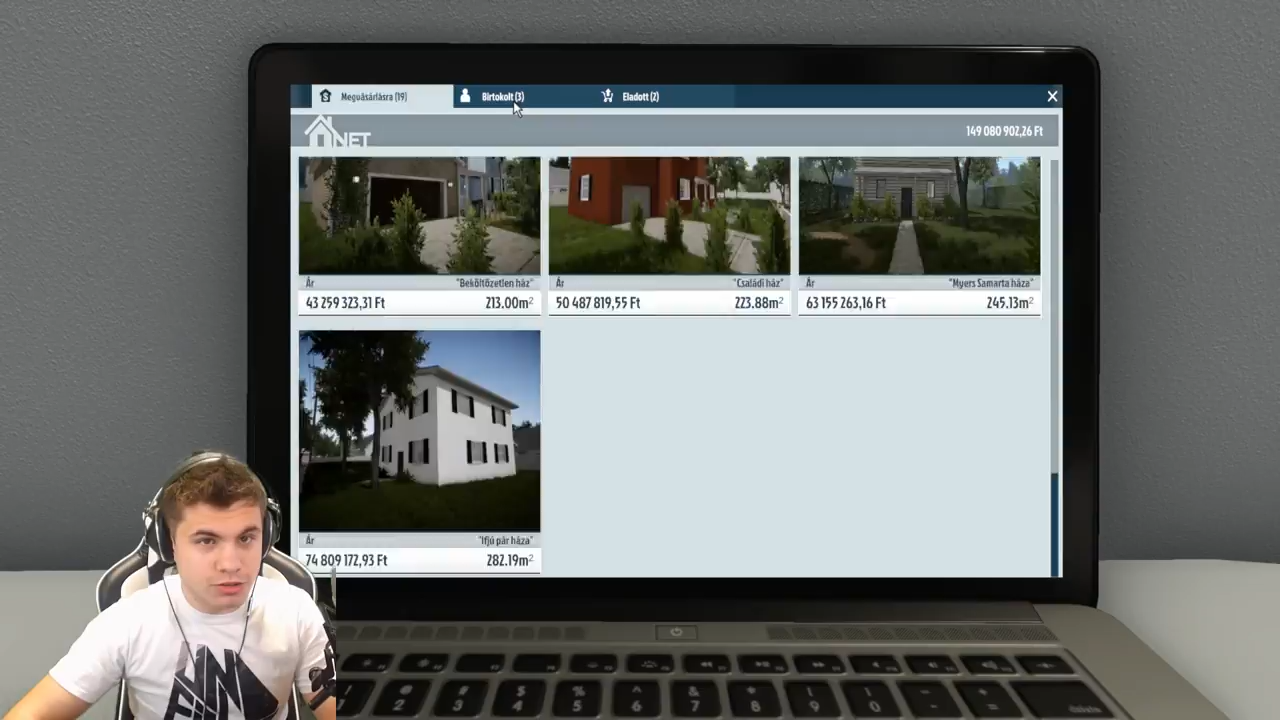 Megvásárlásra (19)
Birtokolt (3)
Eladott (2)
NET
149 080 902,26 Ft
Ár
"Beköltözetlen ház"
43 259 323,31 Ft
213.00m²
Ár
"Családi ház"
50 487 819,55 Ft
223.88m²
Ár
"Myers Samarta háza"
63 155 263,16 Ft
245.13m²
Ár
"Ifjú pár háza"
74 809 172,93 Ft
282.19m²